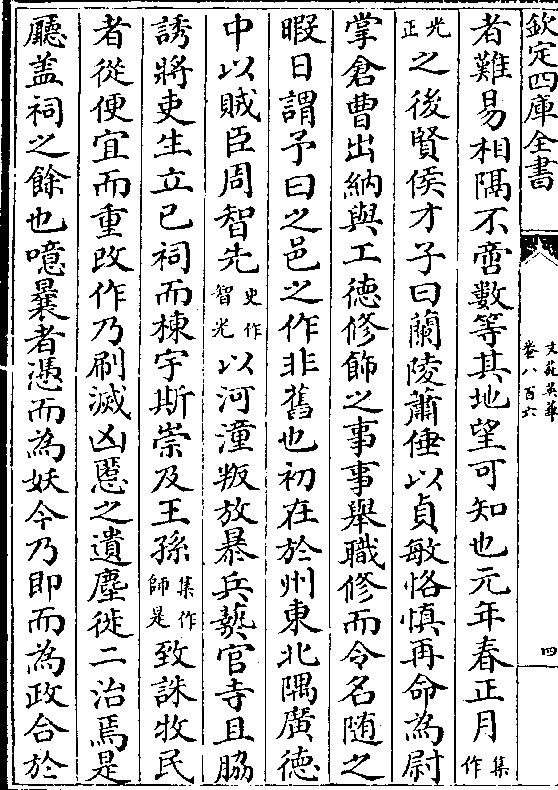 欽定四庫全書
文苑英華
卷八百六
四
者難易相隔不啻數等其地望可知也元年春正月集作
正光之後賢侯才子曰蘭陵蕭倕以貞敏恪慎再命為尉
掌倉曹出納與工徳修飾之事事舉職修而令名随之
暇日謂予曰之邑之作非舊也初在於州東北隅廣徳
中以賊臣周智先史作智光以河潼叛放暴兵爇官寺且脇
誘將吏生立已祠而棟宇斯崇及王孫集作師是致誅牧民
者從便宜而重改作乃刷滅凶慝之遺塵徙二治焉是
廳盖祠之餘也噫曩者憑而為妖今乃即而為政合於